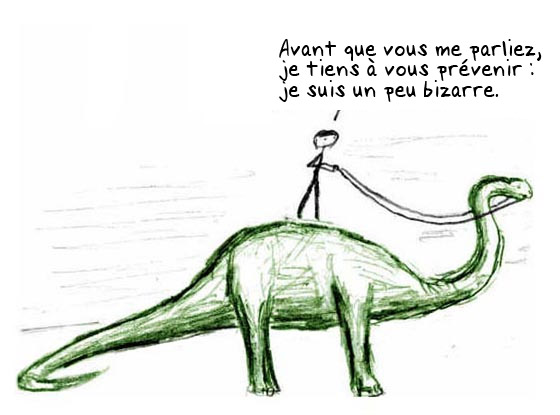 Avant que vous me parliez,
je tiens à vous prévenir :
je suis un peu bizarre.